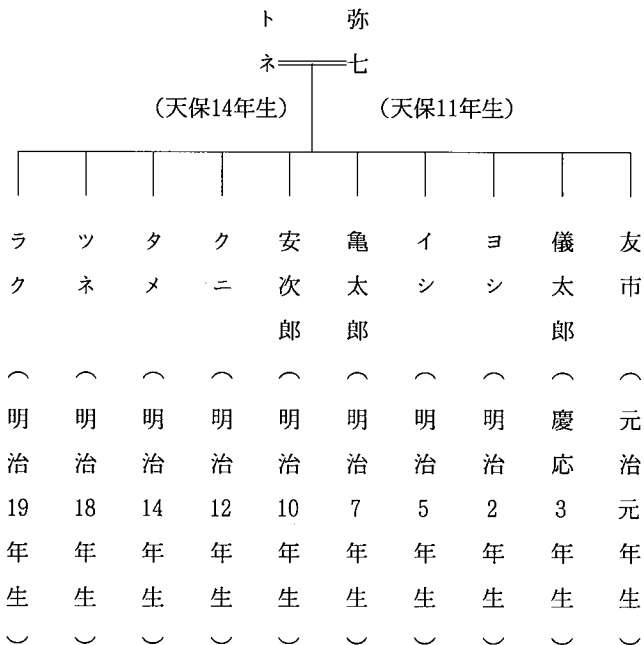 弥七
トネ
（天保11年生）
（天保14年生）
友市（元治元年生）
儀太郎（慶応3年生）
ヨシ（明治2年生）
イシ（明治5年生）
亀太郎（明治7年生）
安次郎（明治10年生）
クニ（明治12年生）
タメ（明治14年生）
ツネ（明治18年生）
ラク（明治19年生）